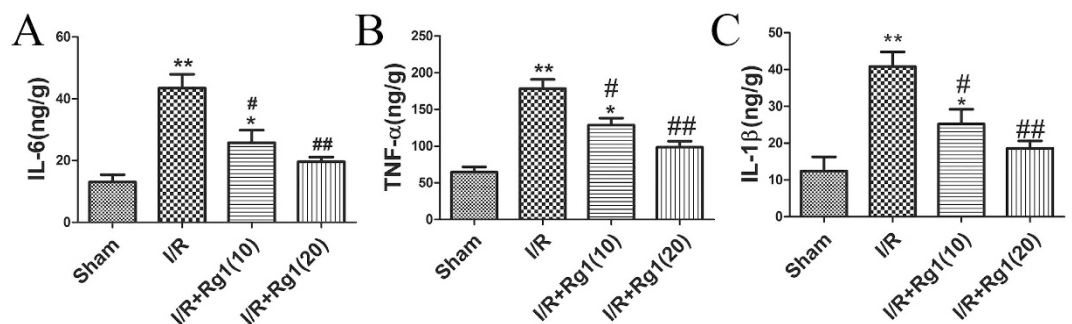 A
IL-6(ng/g)
60
40
20
0
**
#
*
##
Sham
I/R
I/R+Rg1(10)
I/R+Rg1(20)
B
TNF-α(ng/g)
250
200
150
100
50
0
**
#
*
##
Sham
I/R
I/R+Rg1(10)
I/R+Rg1(20)
C
IL-1β(ng/g)
50
40
30
20
10
0
**
#
*
##
Sham
I/R
I/R+Rg1(10)
I/R+Rg1(20)